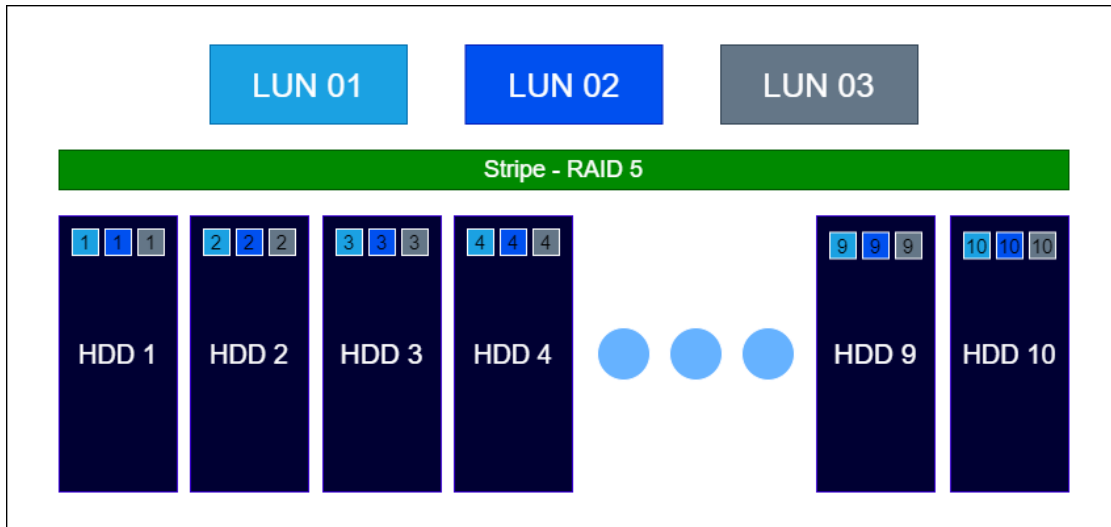 LUN 01 LUN 02 LUN 03
Stripe - RAID 5
1 1 1 2 2 2 3 3 3 4 4 4 9 9 9 10 10 10
HDD 1 HDD 2 HDD 3 HDD 4 HDD 9 HDD 10